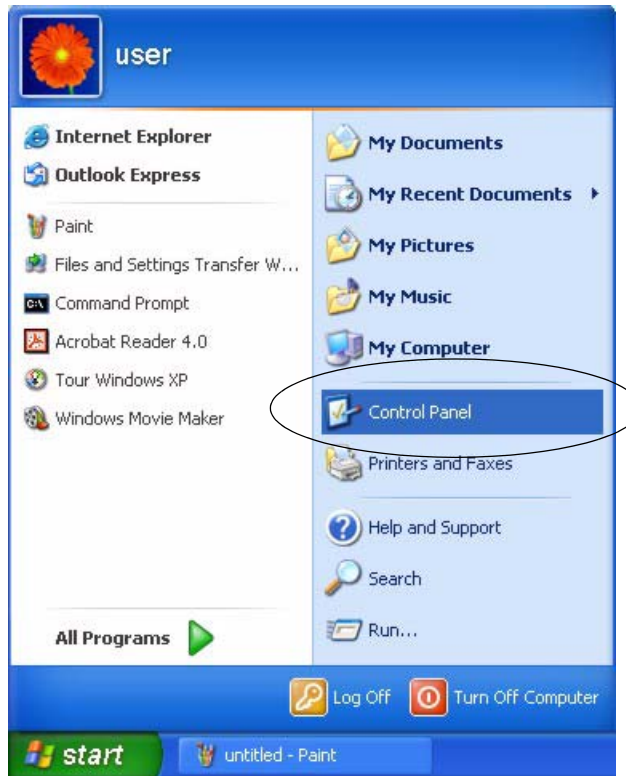 user
Internet Explorer
Outlook Express
Paint
Files and Settings Transfer W...
Command Prompt
Acrobat Reader 4.0
Tour Windows XP
Windows Movie Maker
All Programs
My Documents
My Recent Documents
My Pictures
My Music
My Computer
Control Panel
Printers and Faxes
Help and Support
Search
Run...
Log Off
Turn Off Computer
start
untitled - Paint